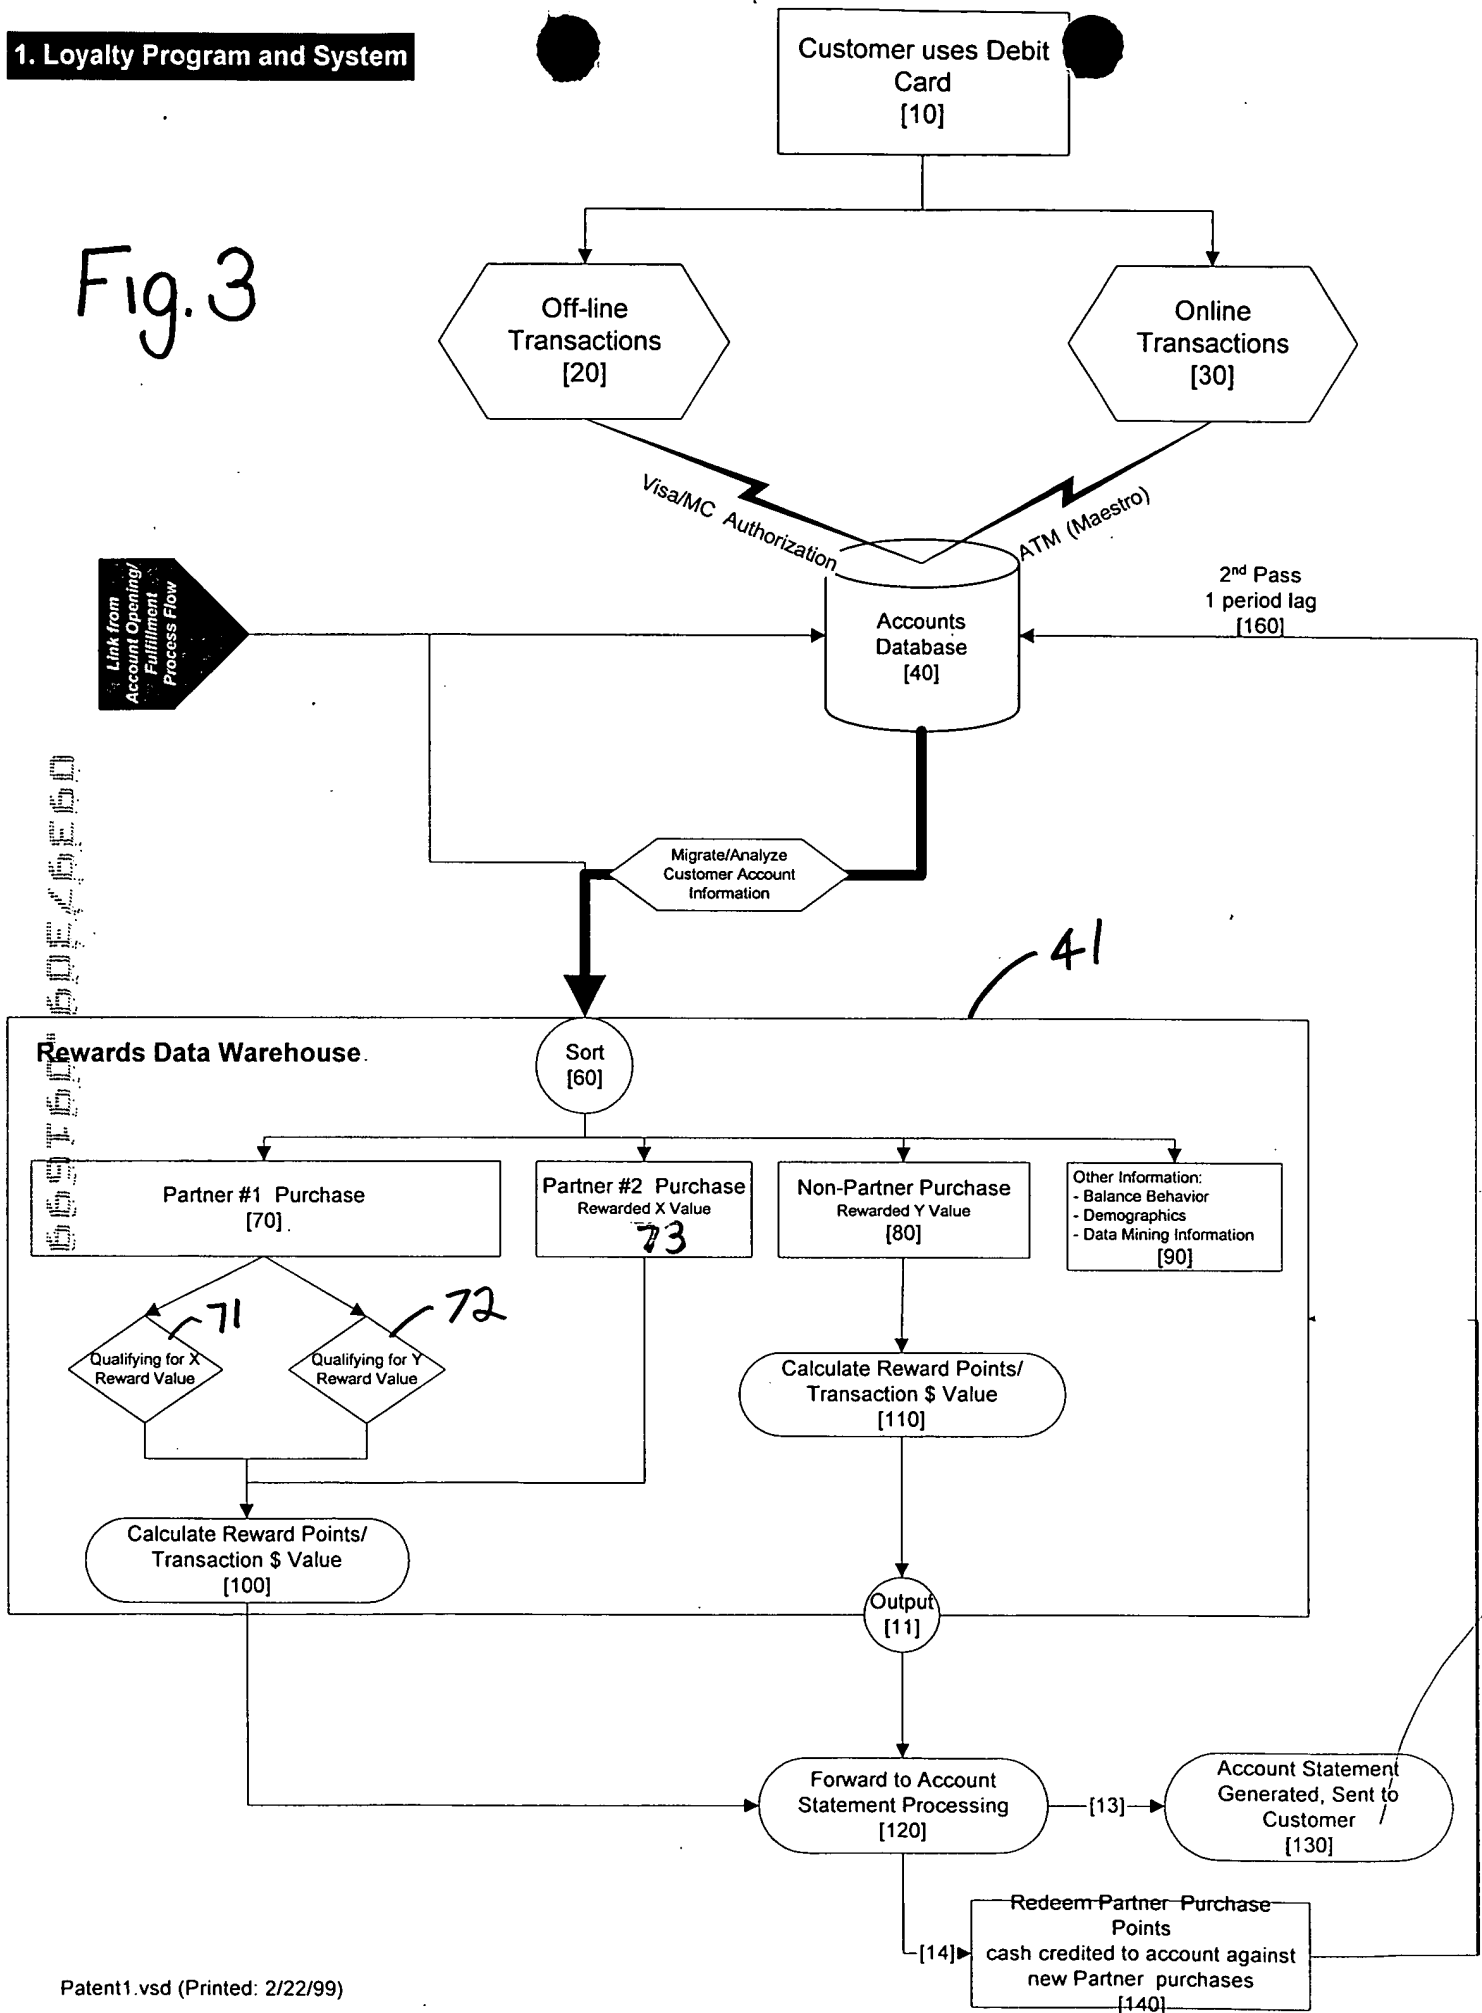 1. Loyalty Program and System
Customer uses Debit
Card
[10]
Fig. 3
Off-line
Transactions
[20]
Online
Transactions
[30]
Visa/MC Authorization
ATM (Maestro)
Link from
Account Opening/
Fulfillment
Process Flow
Accounts
Database
[40]
2nd Pass
1 period lag
[160]
Migrate/Analyze
Customer Account
Information
41
Rewards Data Warehouse
Sort
[60]
Partner #1 Purchase
[70]
Partner #2 Purchase
Rewarded X Value
73
Non-Partner Purchase
Rewarded Y Value
[80]
Other Information:
- Balance Behavior
- Demographics
- Data Mining Information
[90]
71
72
Qualifying for X
Reward Value
Qualifying for Y
Reward Value
Calculate Reward Points/
Transaction $ Value
[110]
Calculate Reward Points/
Transaction $ Value
[100]
Output
[11]
Forward to Account
Statement Processing
[120]
[13]
Account Statement
Generated, Sent to
Customer
[130]
[14]
Redeem Partner Purchase
Points
cash credited to account against
new Partner purchases
[140]
Patent1.vsd (Printed: 2/22/99)